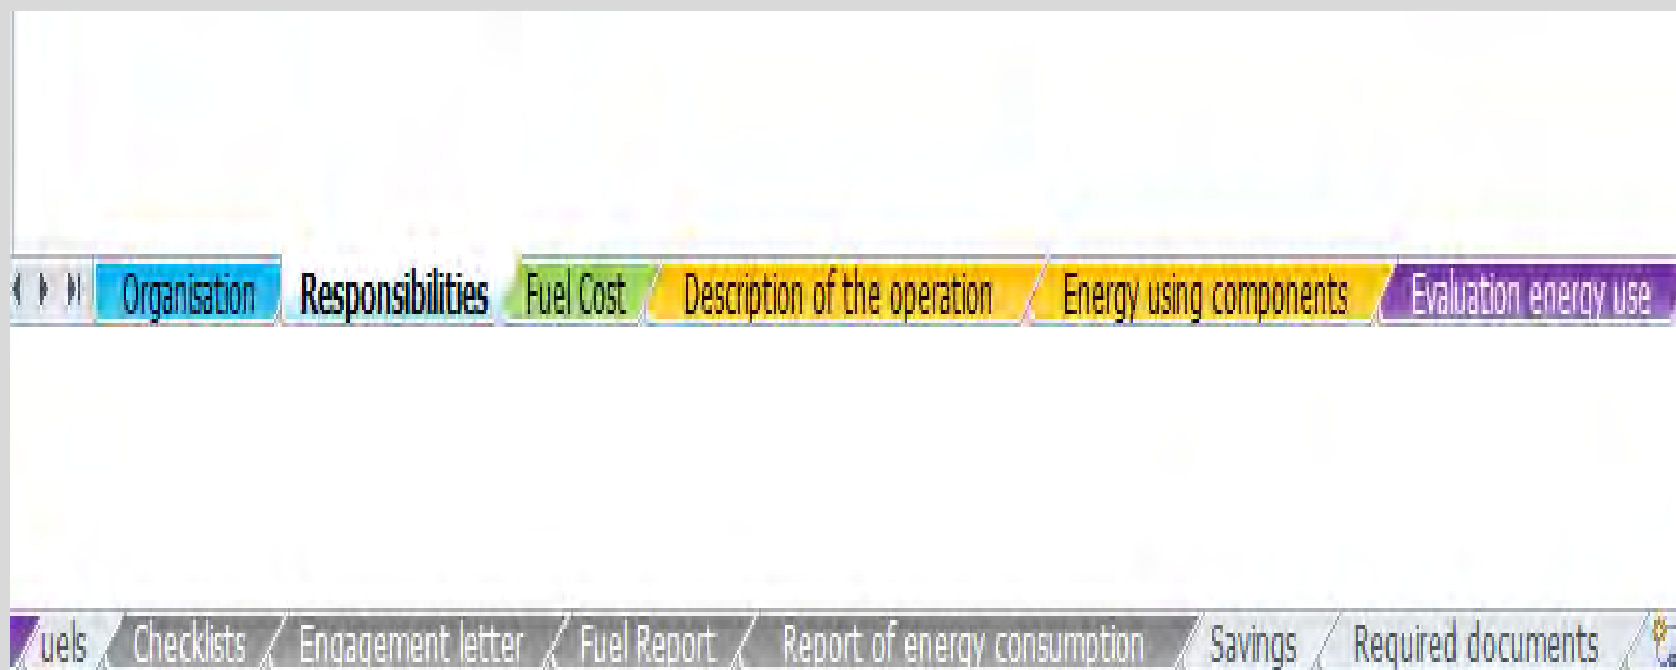 Organisation Responsibilities Fuel Cost Description of the operation Energy using components Evaluation energy use
uels Checklists Engagement letter Fuel Report Report of energy consumption Savings Required documents